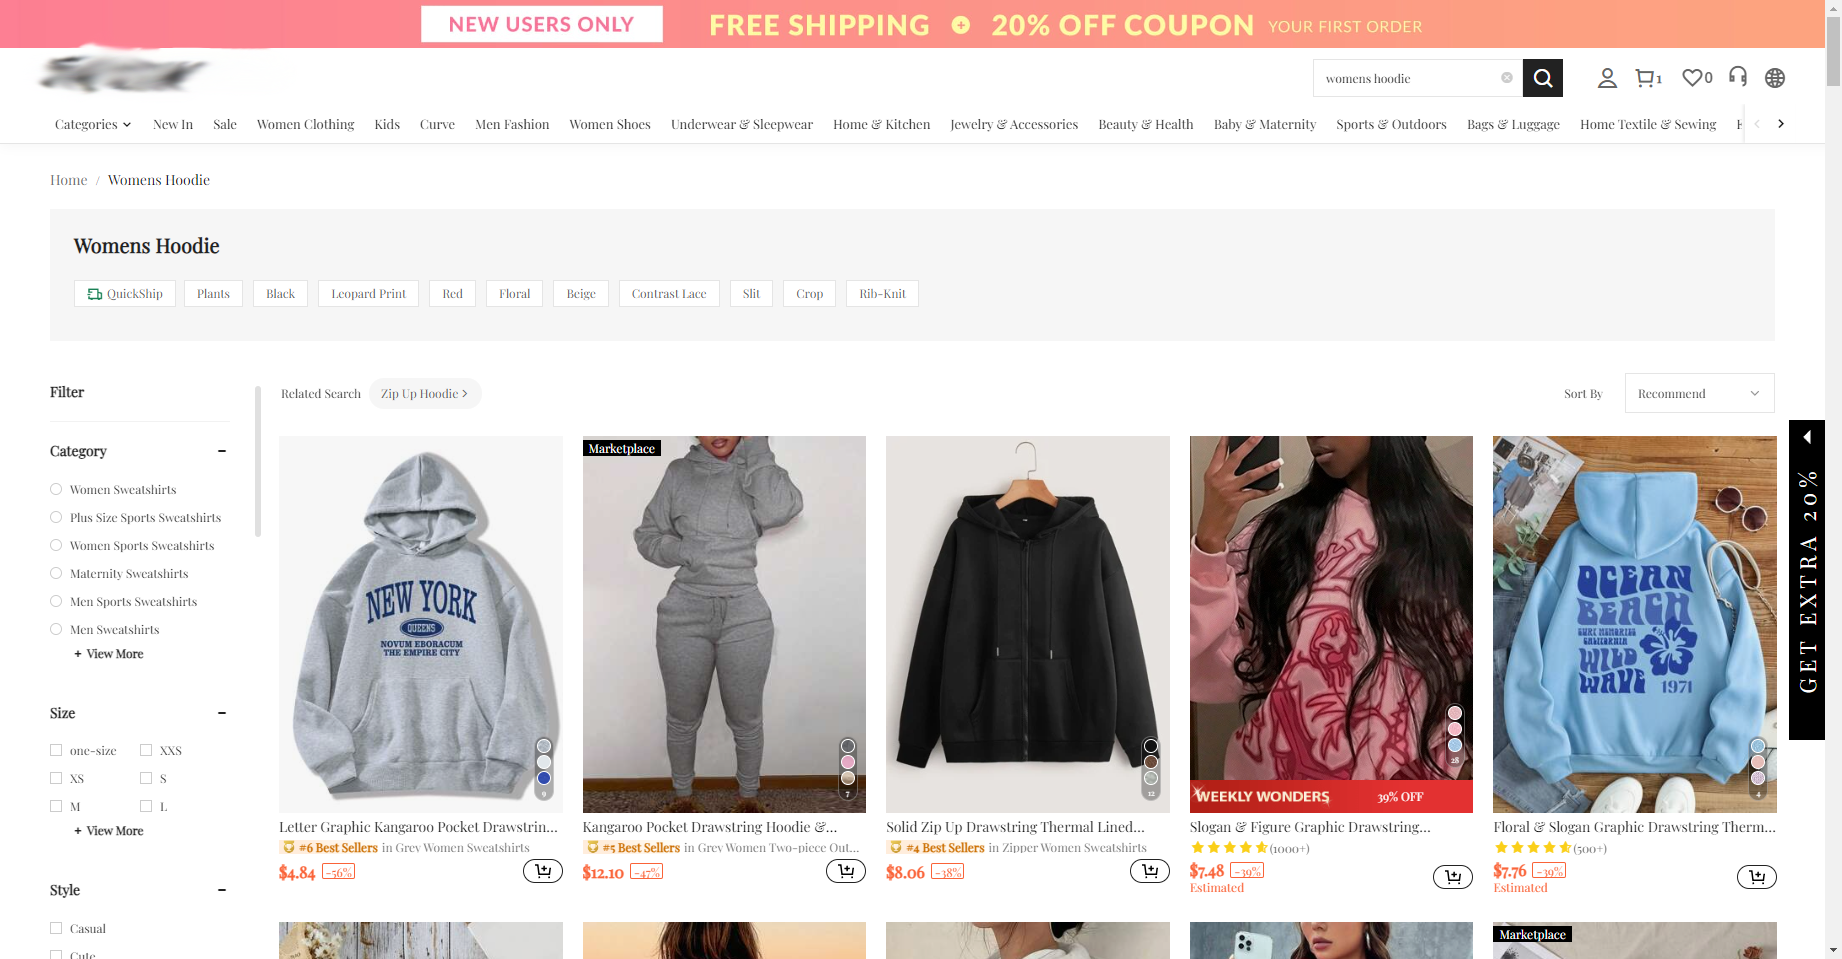 NEW USERS ONLY
FREE SHIPPING + 20% OFF COUPON YOUR FIRST ORDER
womens hoodie
1
0
Categories New In Sale Women Clothing Kids Curve Men Fashion Women Shoes Underwear & Sleepwear Home & Kitchen Jewelry & Accessories Beauty & Health Baby & Maternity Sports & Outdoors Bags & Luggage Home Textile & Sewing
Home / Womens Hoodie
Womens Hoodie
QuickShip Plants Black Leopard Print Red Floral Beige Contrast Lace Slit Crop Rib-Knit
Filter
Category
Women Sweatshirts
Plus Size Sports Sweatshirts
Women Sports Sweatshirts
Maternity Sweatshirts
Men Sports Sweatshirts
Men Sweatshirts
+ View More
Size
one-size XXS
XS S
M L
+ View More
Style
Casual
Cute
Related Search Zip Up Hoodie >
Sort By Recommend
NEW YORK
QUEENS
NOVUM EBORACUM
THE EMPIRE CITY
9
Letter Graphic Kangaroo Pocket Drawstrin...
#6 Best Sellers in Grey Women Sweatshirts
$4.84 -56%
Marketplace
7
Kangaroo Pocket Drawstring Hoodie &...
#5 Best Sellers in Grey Women Two-piece Out...
$12.10 -47%
12
Solid Zip Up Drawstring Thermal Lined...
#4 Best Sellers in Zipper Women Sweatshirts
$8.06 -38%
28
WEEKLY WONDERS 39% OFF
Slogan & Figure Graphic Drawstring...
(1000+)
$7.48 -39%
Estimated
OCEAN
BEACH
SURF MEMORIES
CALIFORNIA
WILD
WAVE 1971
4
Floral & Slogan Graphic Drawstring Therm...
(500+)
$7.76 -39%
Estimated
Marketplace
GET EXTRA 20%